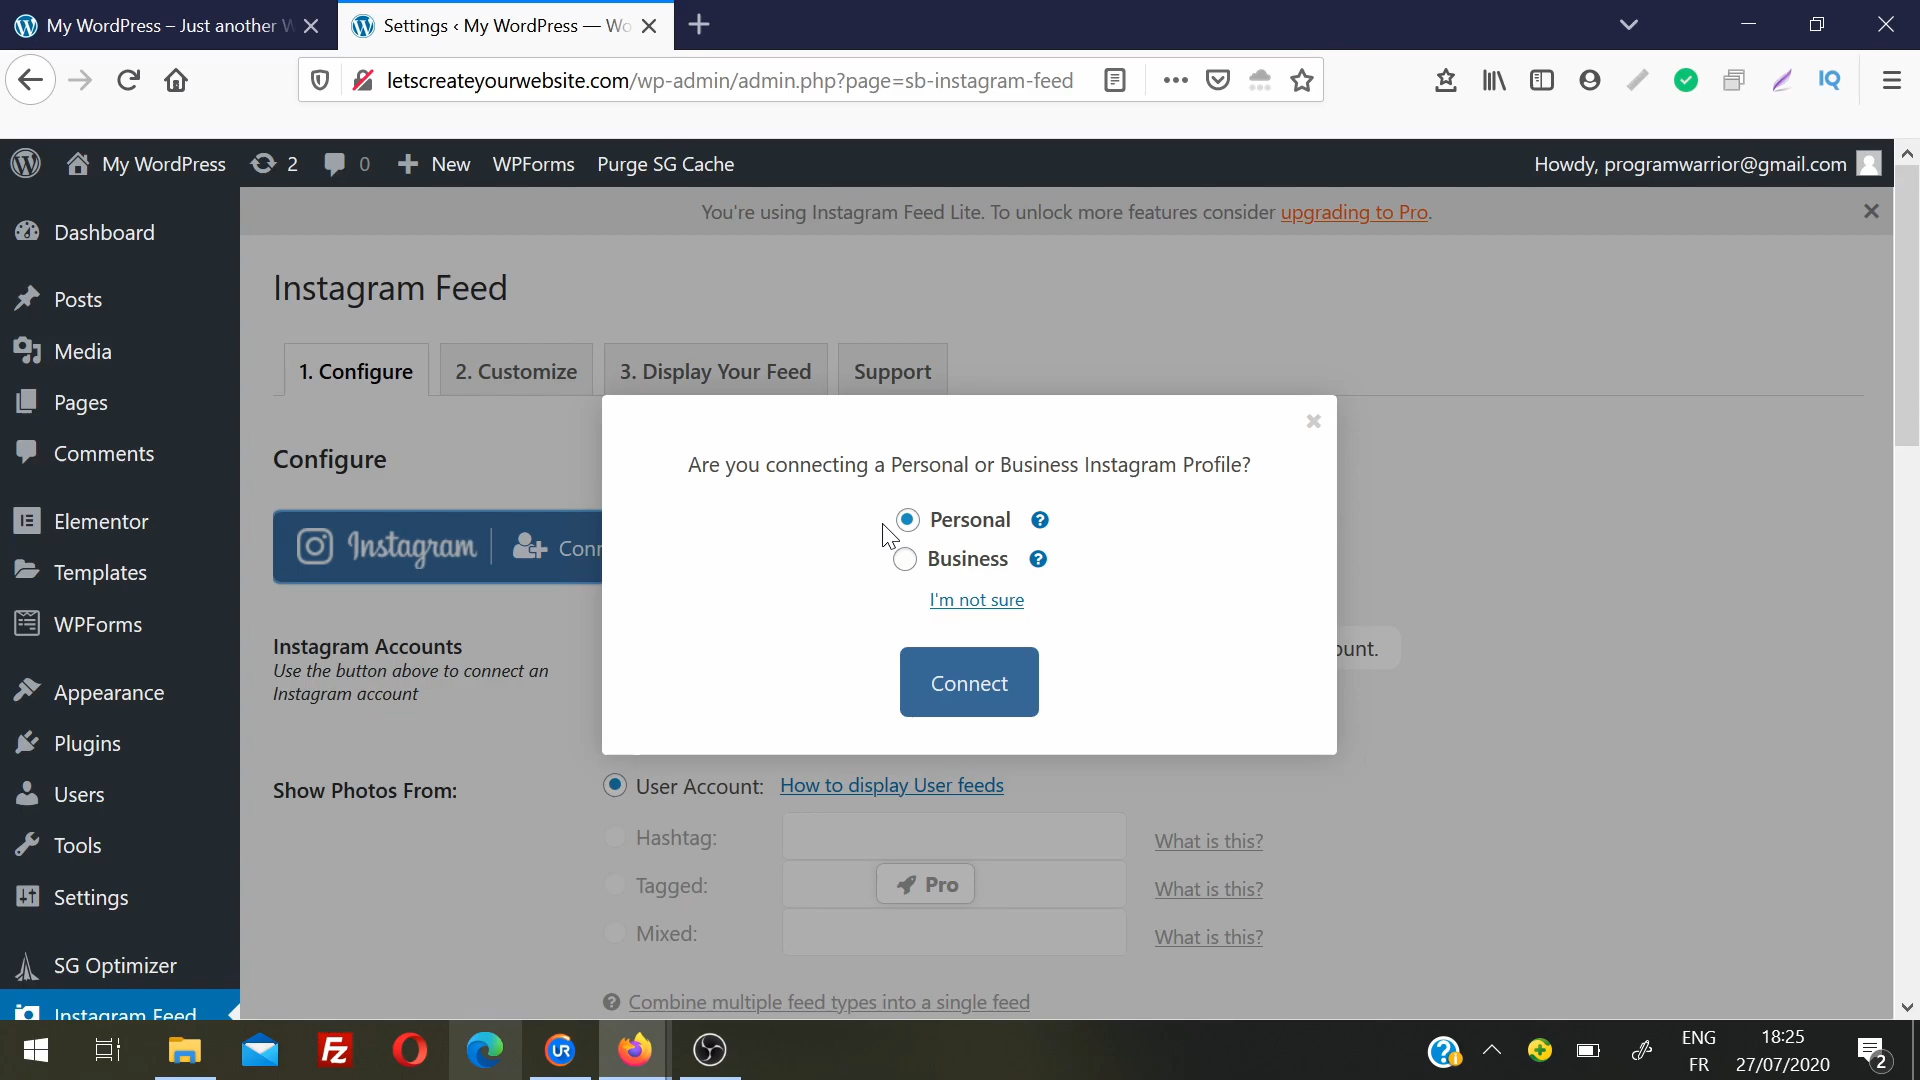 My WordPress – Just another W
Settings ‹ My WordPress — Wo
letscreateyourwebsite.com/wp-admin/admin.php?page=sb-instagram-feed
IQ
My WordPress 2 0 New WPForms Purge SG Cache
Howdy, programwarrior@gmail.com
Dashboard
Posts
Media
Pages
Comments
Elementor
Templates
WPForms
Appearance
Plugins
Users
Tools
Settings
SG Optimizer
Instagram Feed
You're using Instagram Feed Lite. To unlock more features consider upgrading to Pro.
Instagram Feed
1. Configure 2. Customize 3. Display Your Feed Support
Configure
Instagram Conn
Instagram Accounts
Use the button above to connect an
Instagram account
ount.
Are you connecting a Personal or Business Instagram Profile?
Personal
Business
I'm not sure
Connect
Show Photos From:
User Account: How to display User feeds
Hashtag: What is this?
Tagged: Pro What is this?
Mixed: What is this?
Combine multiple feed types into a single feed
Fz
UR
ENG
FR
18:25
27/07/2020
2